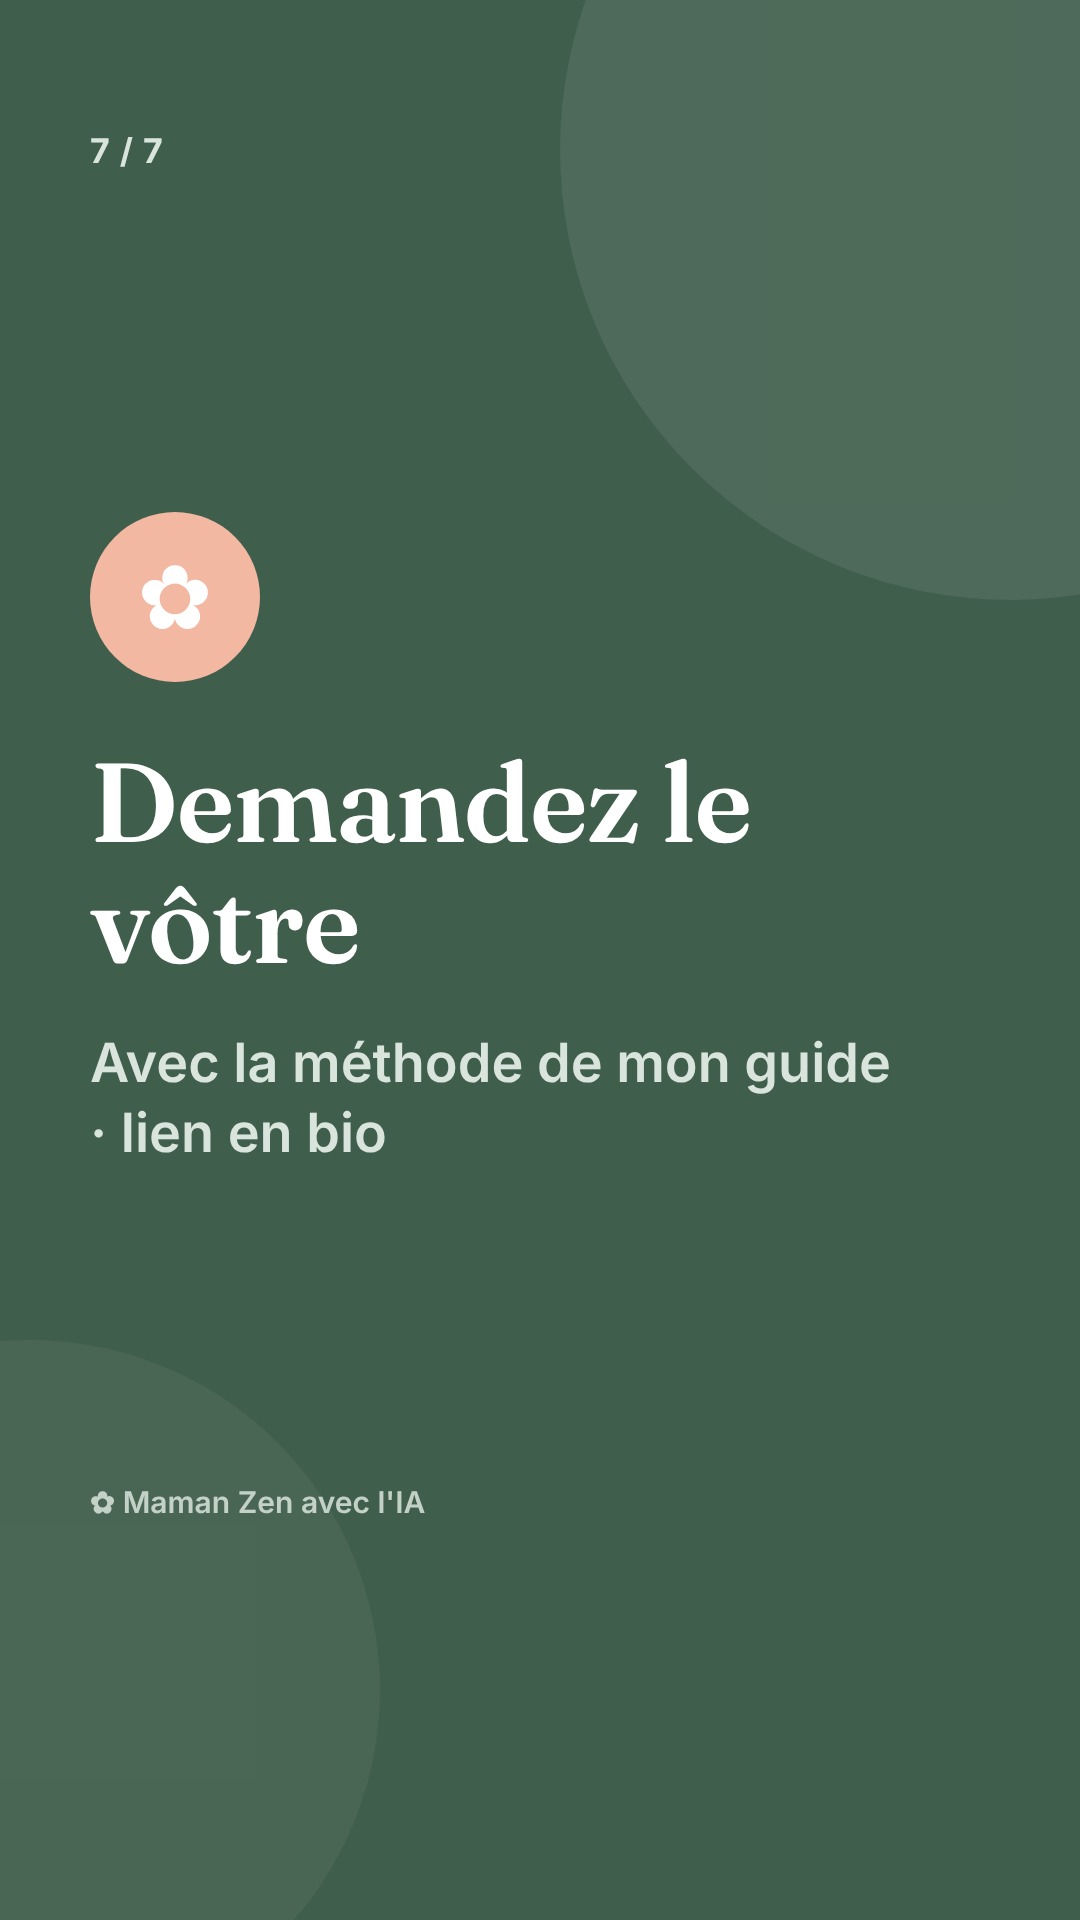 7 / 7
Demandez le
vôtre
Avec la méthode de mon guide
· lien en bio
✿ Maman Zen avec l'IA